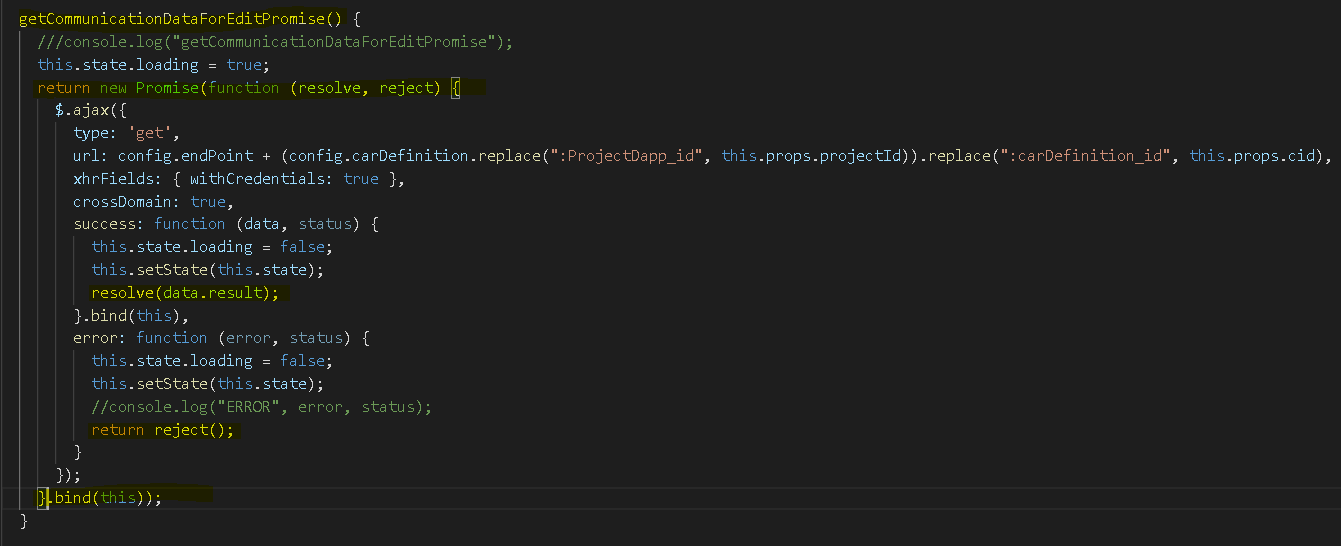 getCommunicationDataForEditPromise() {
///console.log("getCommunicationDataForEditPromise");
this.state.loading = true;
return new Promise(function (resolve, reject) {
$.ajax({
type: 'get',
url: config.endPoint + (config.carDefinition.replace(":ProjectDapp_id", this.props.projectId)).replace(":carDefinition_id", this.props.cid),
xhrFields: { withCredentials: true },
crossDomain: true,
success: function (data, status) {
this.state.loading = false;
this.setState(this.state);
resolve(data.result);
}.bind(this),
error: function (error, status) {
this.state.loading = false;
this.setState(this.state);
//console.log("ERROR", error, status);
return reject();
}
});
}.bind(this));
}